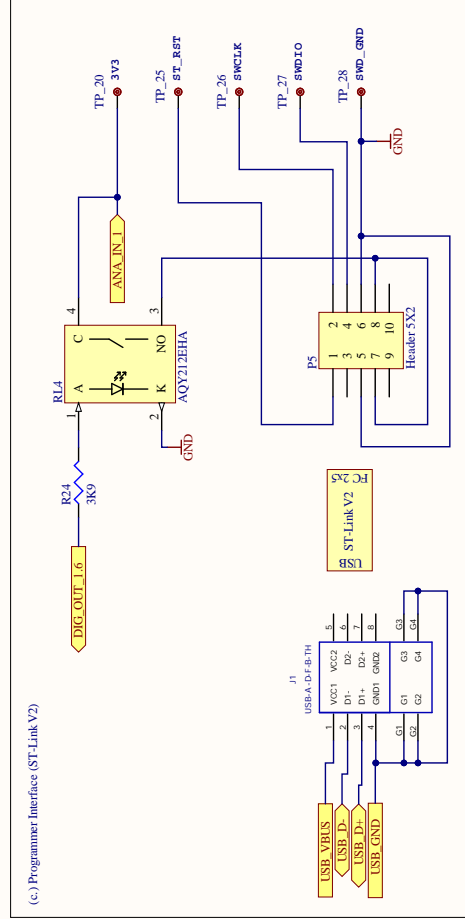 (c.) Programmer Interface (ST-Link V2)
DIG_OUT_1.6
R24
3K9
1
2
GND
RL4
A
K
C
NO
AQY212EHA
4
3
ANA_IN_1
TP_20
3V3
TP_25
ST_RST
TP_26
SWCLK
TP_27
SWDIO
TP_28
SWD_GND
GND
USB_VBUS
USB_D-
USB_D+
USB_GND
J1
USB-A -D-F-B-TH
1
2
3
4
VCC1
D1-
D1+
GND1
VCC2
D2-
D2+
GND2
5
6
7
8
G1
G2
G1
G2
G3
G4
G3
G4
USB
ST-Link V2
FC 2x5
P5
1 2
3 4
5 6
7 8
9 10
Header 5X2